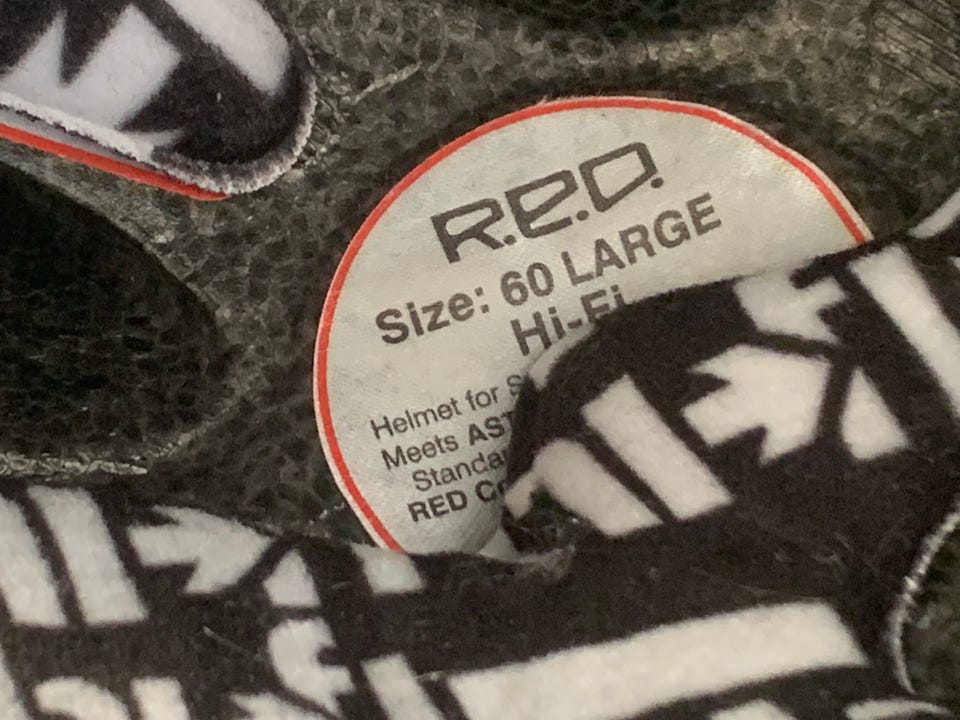 R.E.D.
Size: 60 LARGE
Hi-Fi
Helmet for S
Meets AST
Standa
RED C